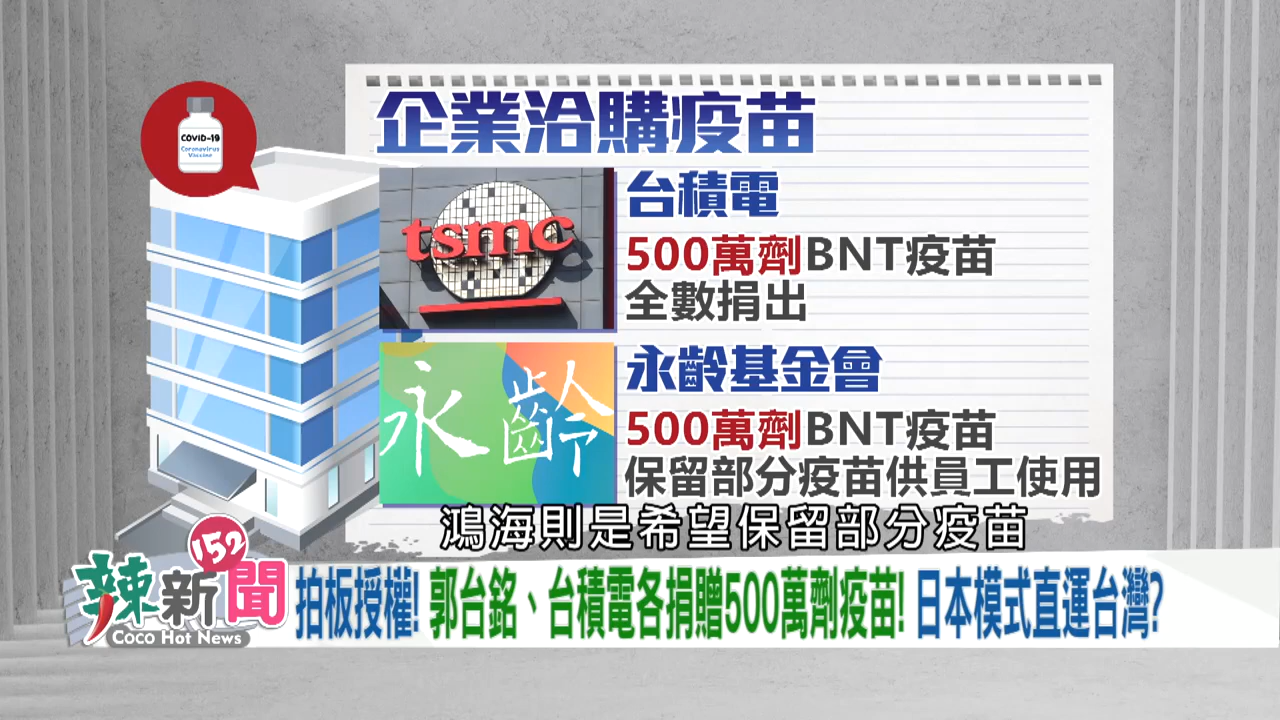 企業洽購疫苗
COVID-19
Coronavirus
Vaccine
tsmc
台積電
500萬劑BNT疫苗
全數捐出
永齡
永齡基金會
500萬劑BNT疫苗
保留部分疫苗供員工使用
鴻海則是希望保留部分疫苗
152
辣新聞
Coco Hot News
拍板授權! 郭台銘、台積電各捐贈500萬劑疫苗! 日本模式直運台灣?